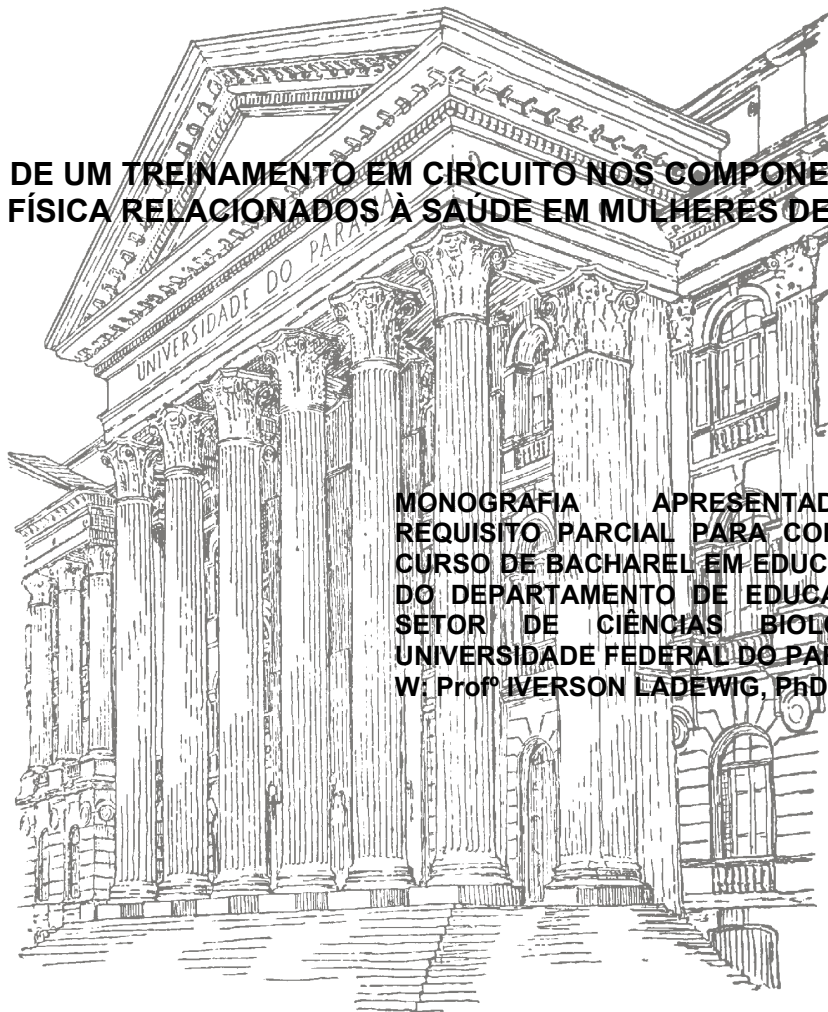 DE UM TREINAMENTO EM CIRCUITO NOS COMPONE
FÍSICA RELACIONADOS À SAÚDE EM MULHERES DE
UNIVERSIDADE DO PARANÁ
MONOGRAFIA APRESENTAD
REQUISITO PARCIAL PARA CO
CURSO DE BACHAREL EM EDUC
DO DEPARTAMENTO DE EDUCA
SETOR DE CIÊNCIAS BIOL
UNIVERSIDADE FEDERAL DO PA
W: Profº IVERSON LADEWIG, PhD